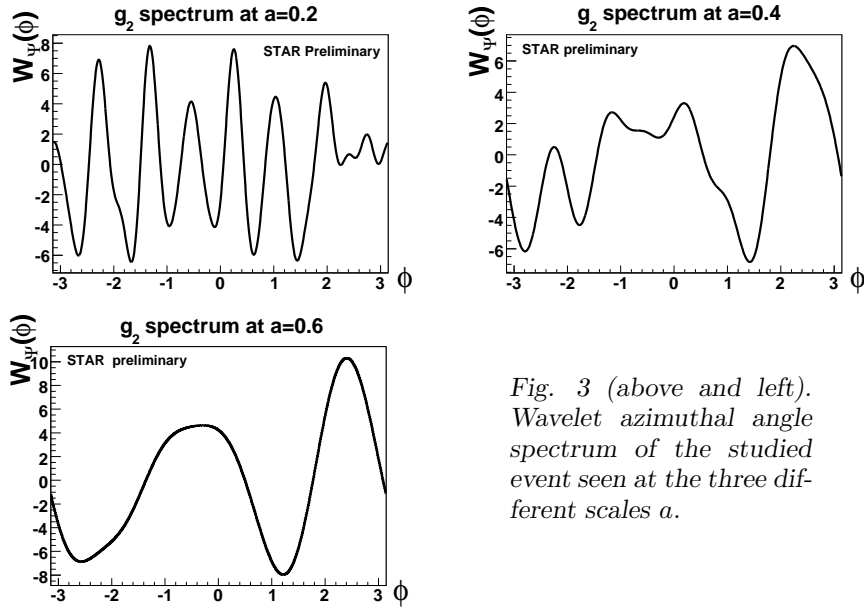 g2 spectrum at a=0.2
WΨ(ϕ)
STAR Preliminary
8
6
4
2
0
-2
-4
-6
-3 -2 -1 0 1 2 3 ϕ
g2 spectrum at a=0.4
WΨ(ϕ)
STAR preliminary
6
4
2
0
-2
-4
-6
-3 -2 -1 0 1 2 3 ϕ
g2 spectrum at a=0.6
WΨ(ϕ)
STAR preliminary
10
8
6
4
2
0
-2
-4
-6
-8
-3 -2 -1 0 1 2 3 ϕ
Fig. 3 (above and left).
Wavelet azimuthal angle
spectrum of the studied
event seen at the three dif-
ferent scales a.